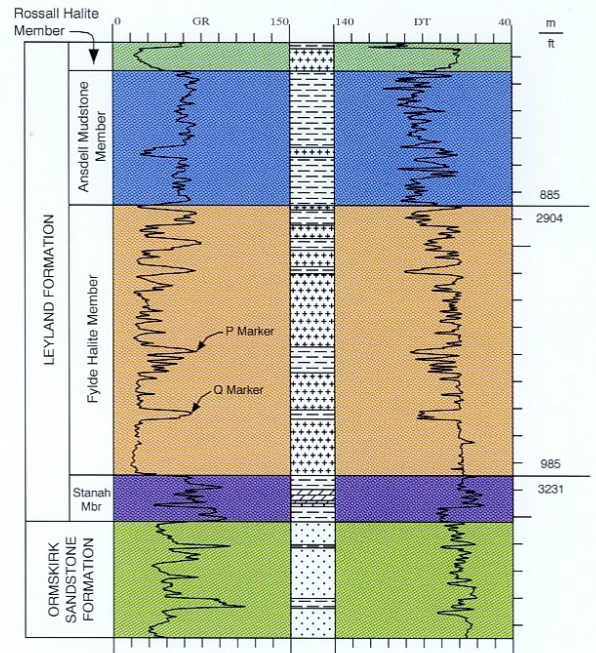 Rossall Halite
Member
0 GR 150
140 DT 40
m
ft
LEYLAND FORMATION
Ansdell Mudstone
Member
885
2904
Fylde Halite Member
P Marker
Q Marker
985
3231
Stanah
Mbr
ORMSKIRK
SANDSTONE
FORMATION